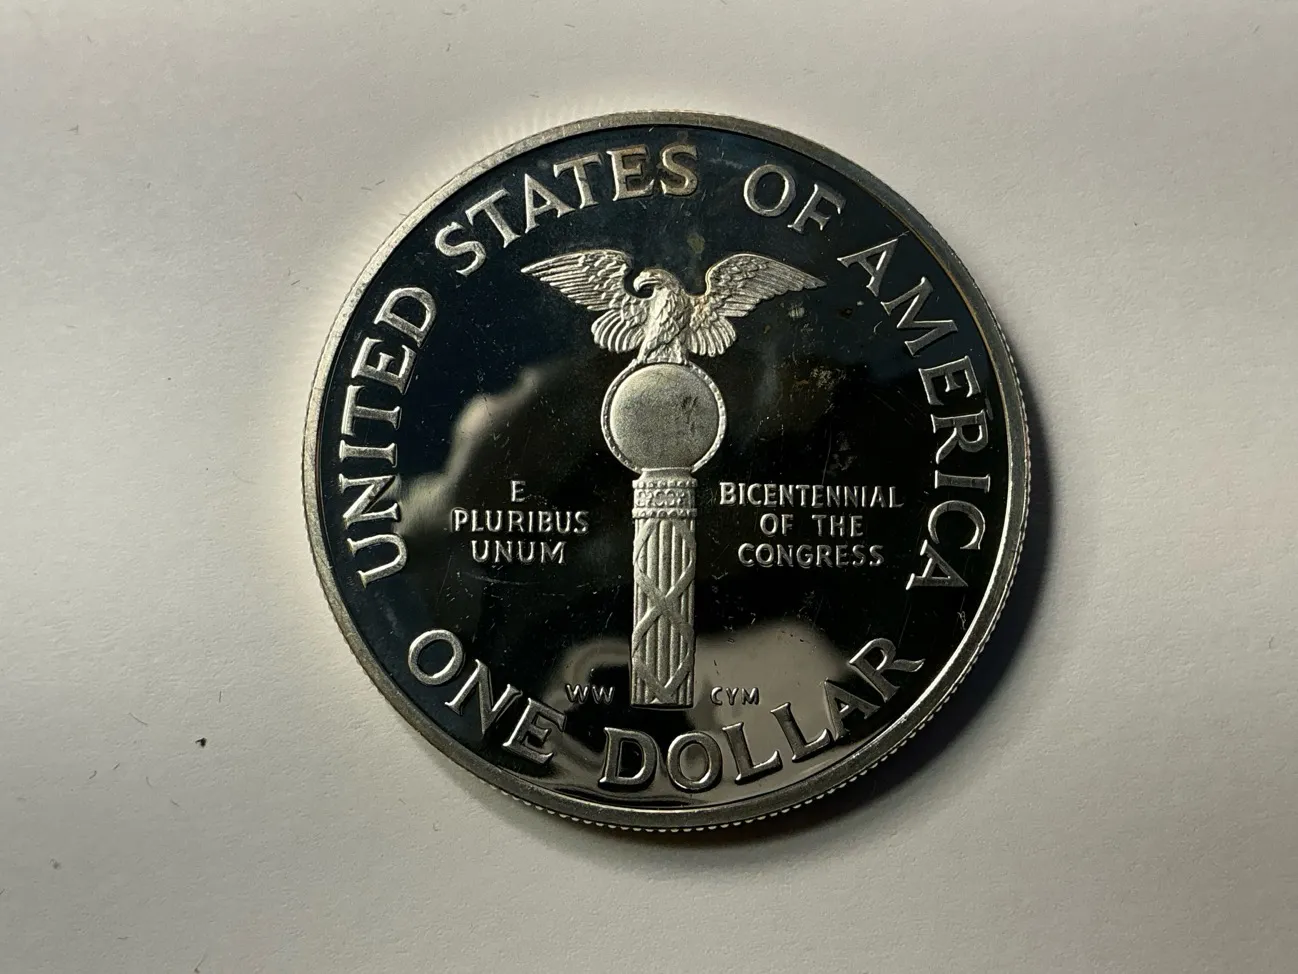 UNITED STATES OF AMERICA
E
PLURIBUS
UNUM
BICENTENNIAL
OF THE
CONGRESS
WW
CYM
ONE DOLLAR